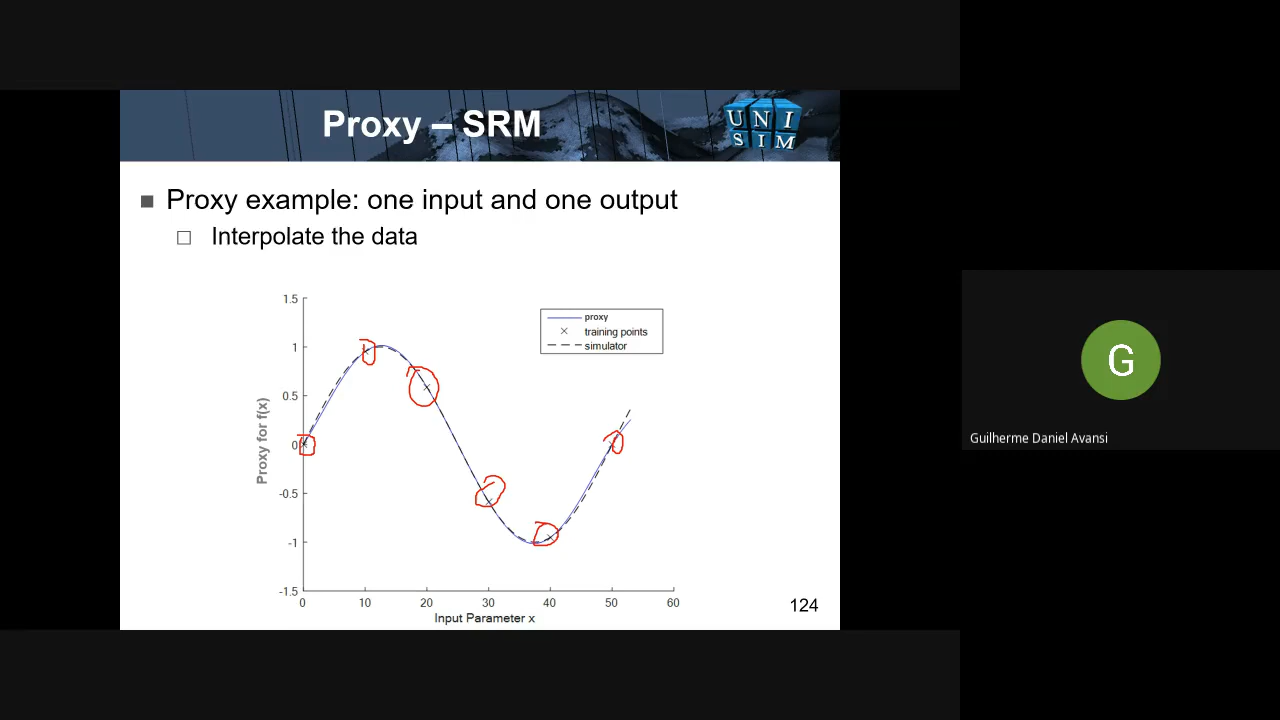 Proxy – SRM
UNI
SIM
Proxy example: one input and one output
Interpolate the data
1.5
1
0.5
0
-0.5
-1
-1.5
Proxy for f(x)
proxy
training points
simulator
0 10 20 30 40 50 60
Input Parameter x
124
G
Guilherme Daniel Avansi